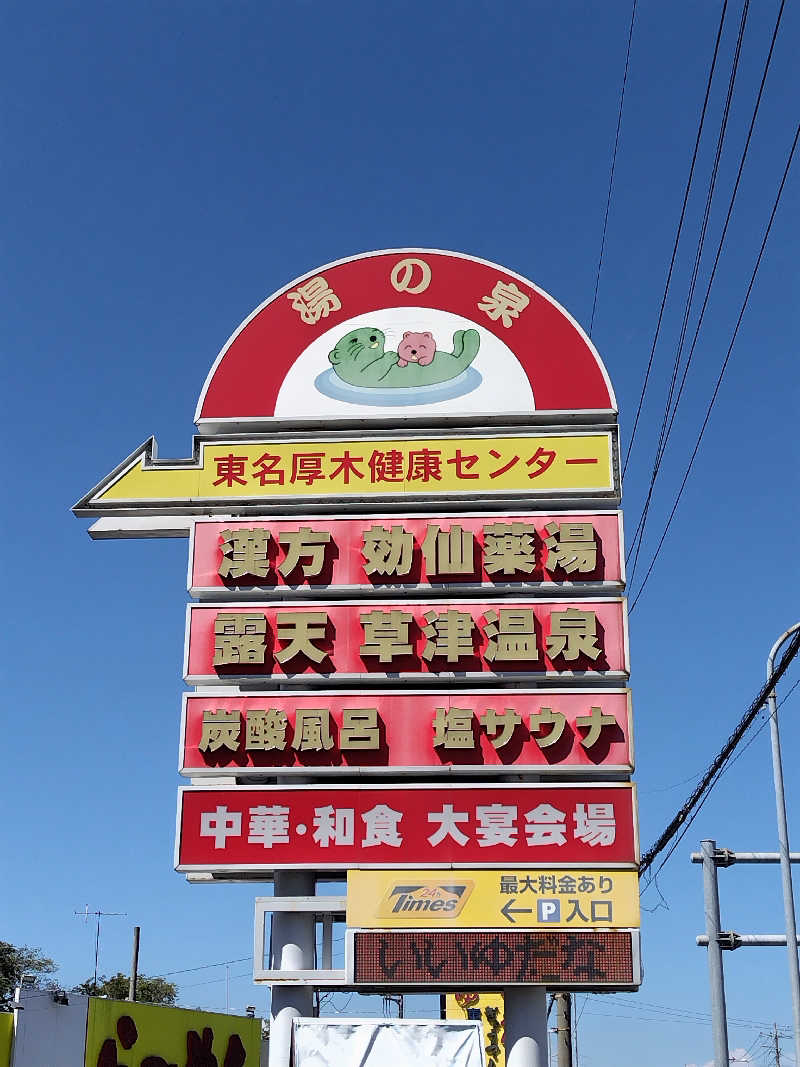 湯の泉
東名厚木健康センター
漢方 効仙薬湯
露天 草津温泉
炭酸風呂 塩サウナ
中華・和食 大宴会場
24h
Times
最大料金あり
←P入口
いいゆだな